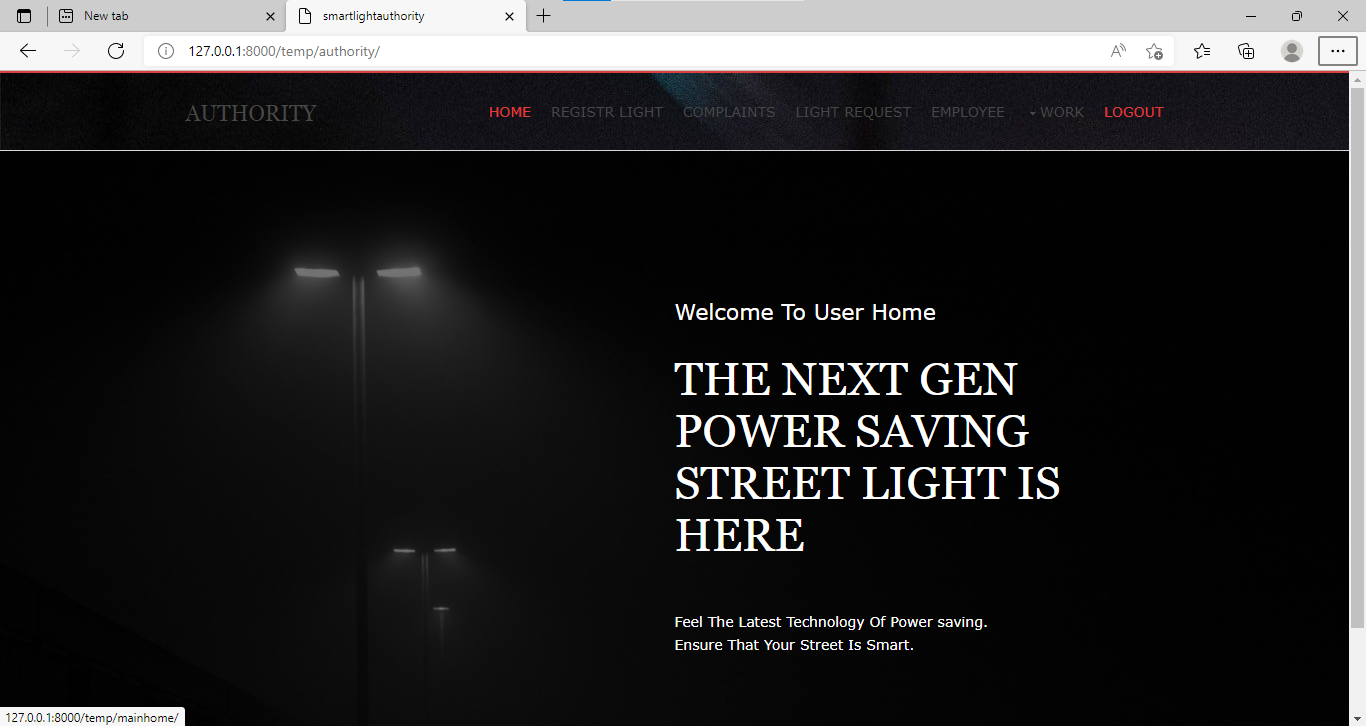 New tab
smartlightauthority
127.0.0.1:8000/temp/authority/
AUTHORITY
HOME REGISTR LIGHT COMPLAINTS LIGHT REQUEST EMPLOYEE WORK LOGOUT
Welcome To User Home
THE NEXT GEN
POWER SAVING
STREET LIGHT IS
HERE
Feel The Latest Technology Of Power saving.
Ensure That Your Street Is Smart.
127.0.0.1:8000/temp/mainhome/